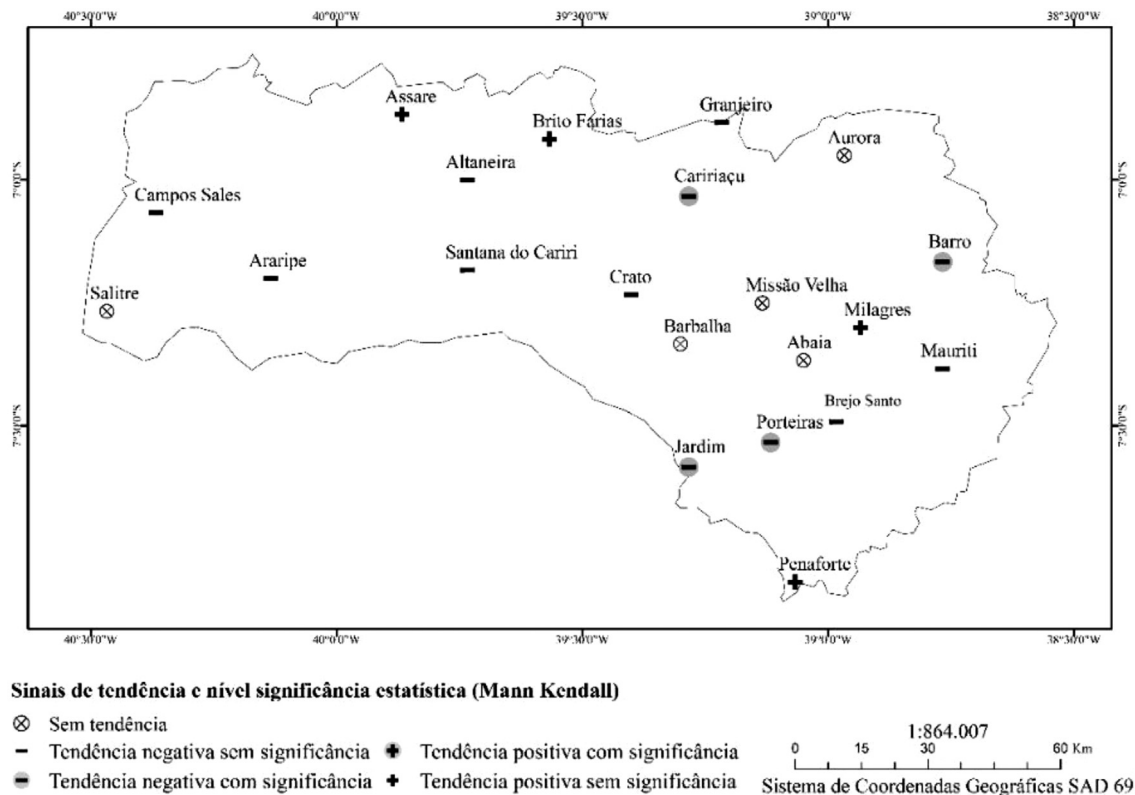 40°30'0"W 40°0'0"W 39°30'0"W 39°0'0"W 38°30'0"W
Assare
Brito Farias
Granjeiro
Aurora
Altaneira
Caririaçu
7°0'0"S 7°0'0"S
Campos Sales
Barro
Santana do Cariri
Araripe
Crato
Missão Velha
Salitre
Milagres
Barbalha
Abaia
Mauriti
Brejo Santo
Porteiras
7°30'0"S 7°30'0"S
Jardim
Penaforte
40°30'0"W 40°0'0"W 39°30'0"W 39°0'0"W 38°30'0"W
Sinais de tendência e nível significância estatística (Mann Kendall)
Sem tendência
Tendência negativa sem significância
Tendência positiva com significância
Tendência negativa com significância
Tendência positiva sem significância
1:864.007
0 15 30 60 Km
Sistema de Coordenadas Geográficas SAD 69